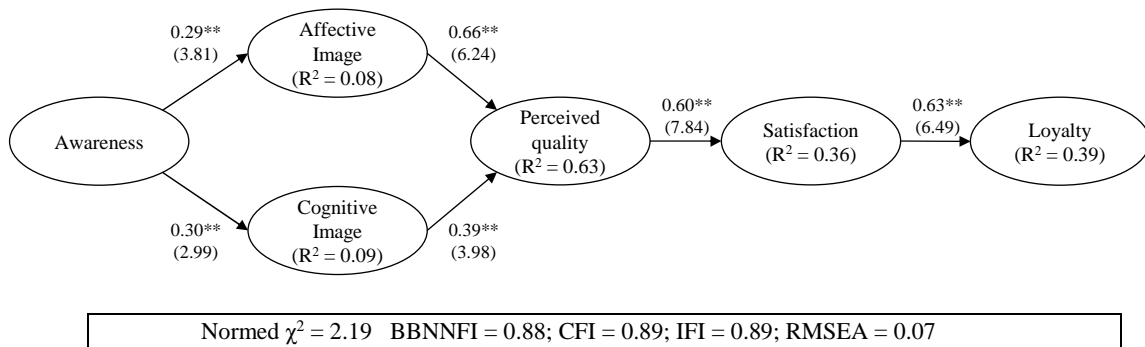 0.29**
(3.81)
Affective
Image
(R² = 0.08)
0.66**
(6.24)
Awareness
Perceived
quality
(R² = 0.63)
0.60**
(7.84)
Satisfaction
(R² = 0.36)
0.63**
(6.49)
Loyalty
(R² = 0.39)
0.30**
(2.99)
Cognitive
Image
(R² = 0.09)
0.39**
(3.98)
Normed χ² = 2.19 BBNNFI = 0.88; CFI = 0.89; IFI = 0.89; RMSEA = 0.07